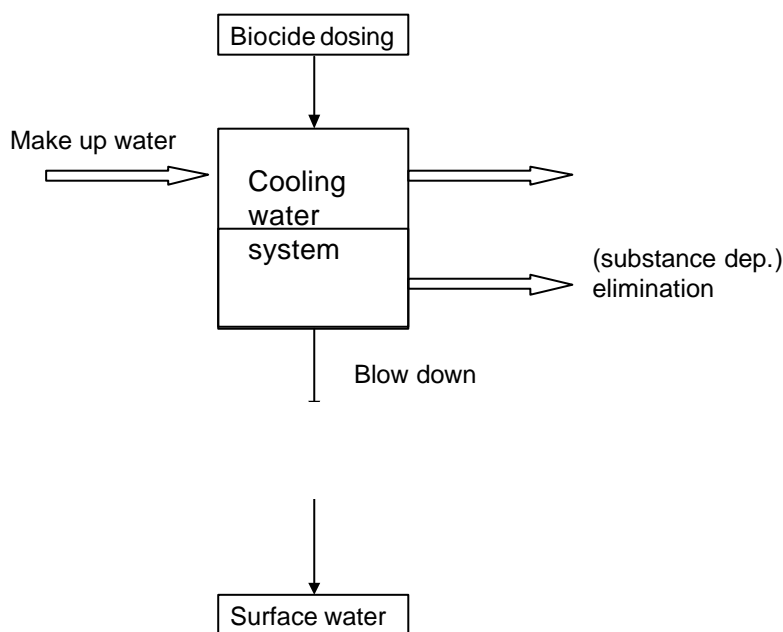 Biocide dosing
Make up water
Cooling
water
system
(substance dep.)
elimination
Blow down
Surface water